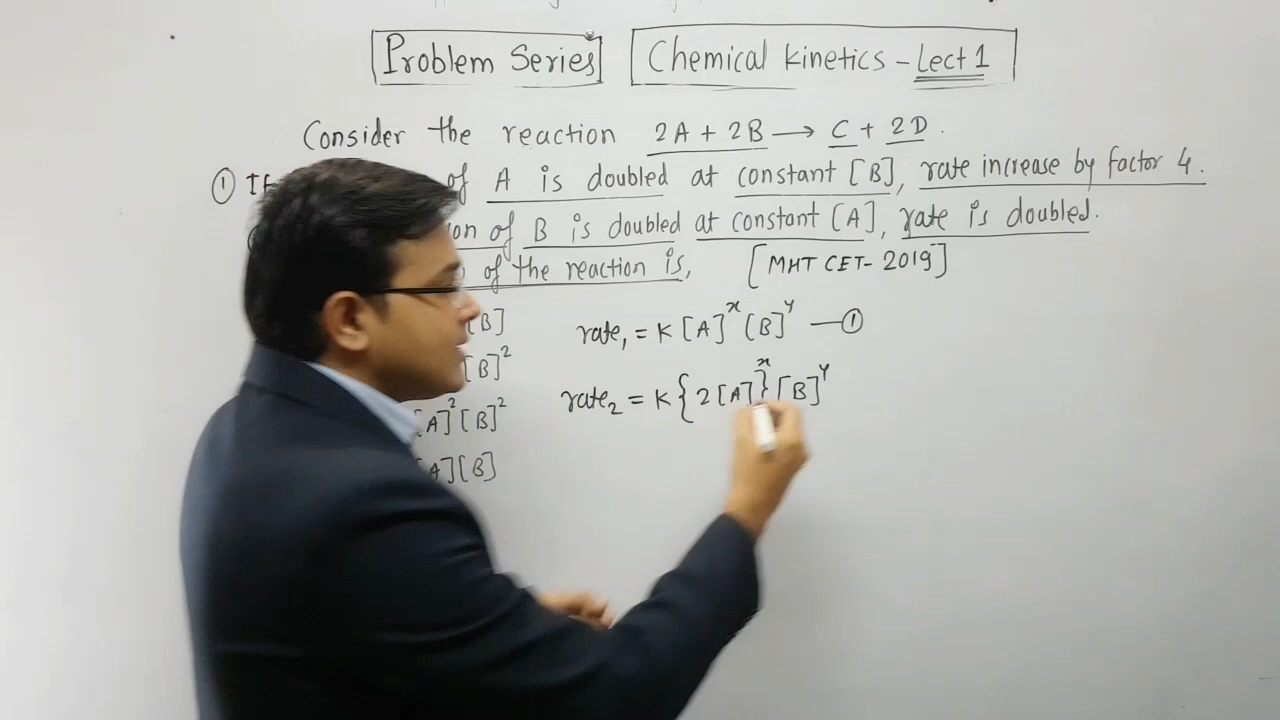 Problem Series
Chemical kinetics - Lect 1
Consider the reaction 2A + 2B → C + 2D.
① If of A is doubled at constant [B], rate increase by factor 4.
on of B is doubled at constant [A], rate is doubled.
of the reaction is, [MHT CET- 2019]
[B]
[B]²
[A]²[B]²
[A][B]
rate₁ = K [A]ˣ [B]ʸ —①
rate₂ = K {2[A]}ˣ [B]ʸ